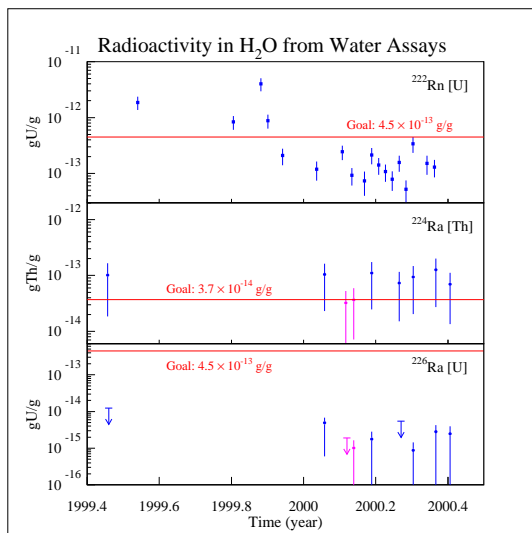 Radioactivity in H₂O from Water Assays
10⁻¹¹
²²²Rn [U]
10⁻¹²
gU/g
Goal: 4.5 × 10⁻¹³ g/g
10⁻¹³
10⁻¹²
²²⁴Ra [Th]
gTh/g
10⁻¹³
Goal: 3.7 × 10⁻¹⁴ g/g
10⁻¹⁴
²²⁶Ra [U]
10⁻¹³
Goal: 4.5 × 10⁻¹³ g/g
gU/g
10⁻¹⁴
10⁻¹⁵
10⁻¹⁶
1999.4 1999.6 1999.8 2000 2000.2 2000.4
Time (year)